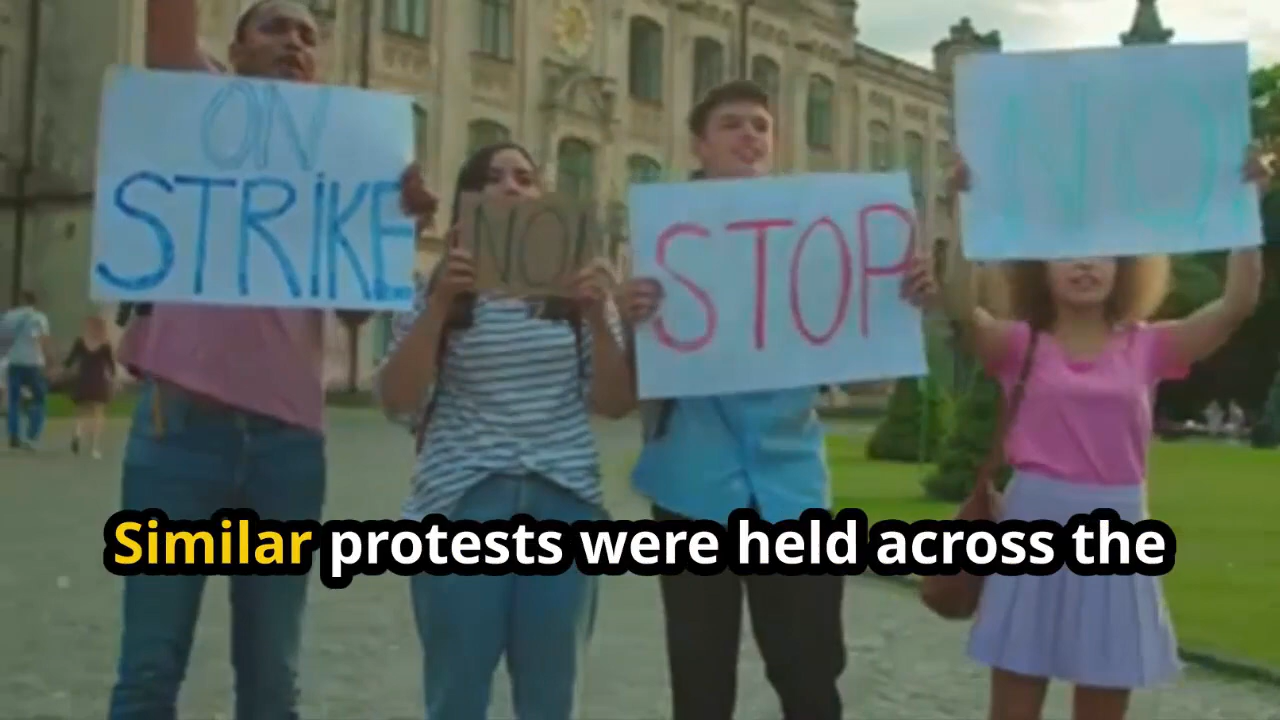 ON
STRIKE
NO!
STOP
NO!
Similar protests were held across the